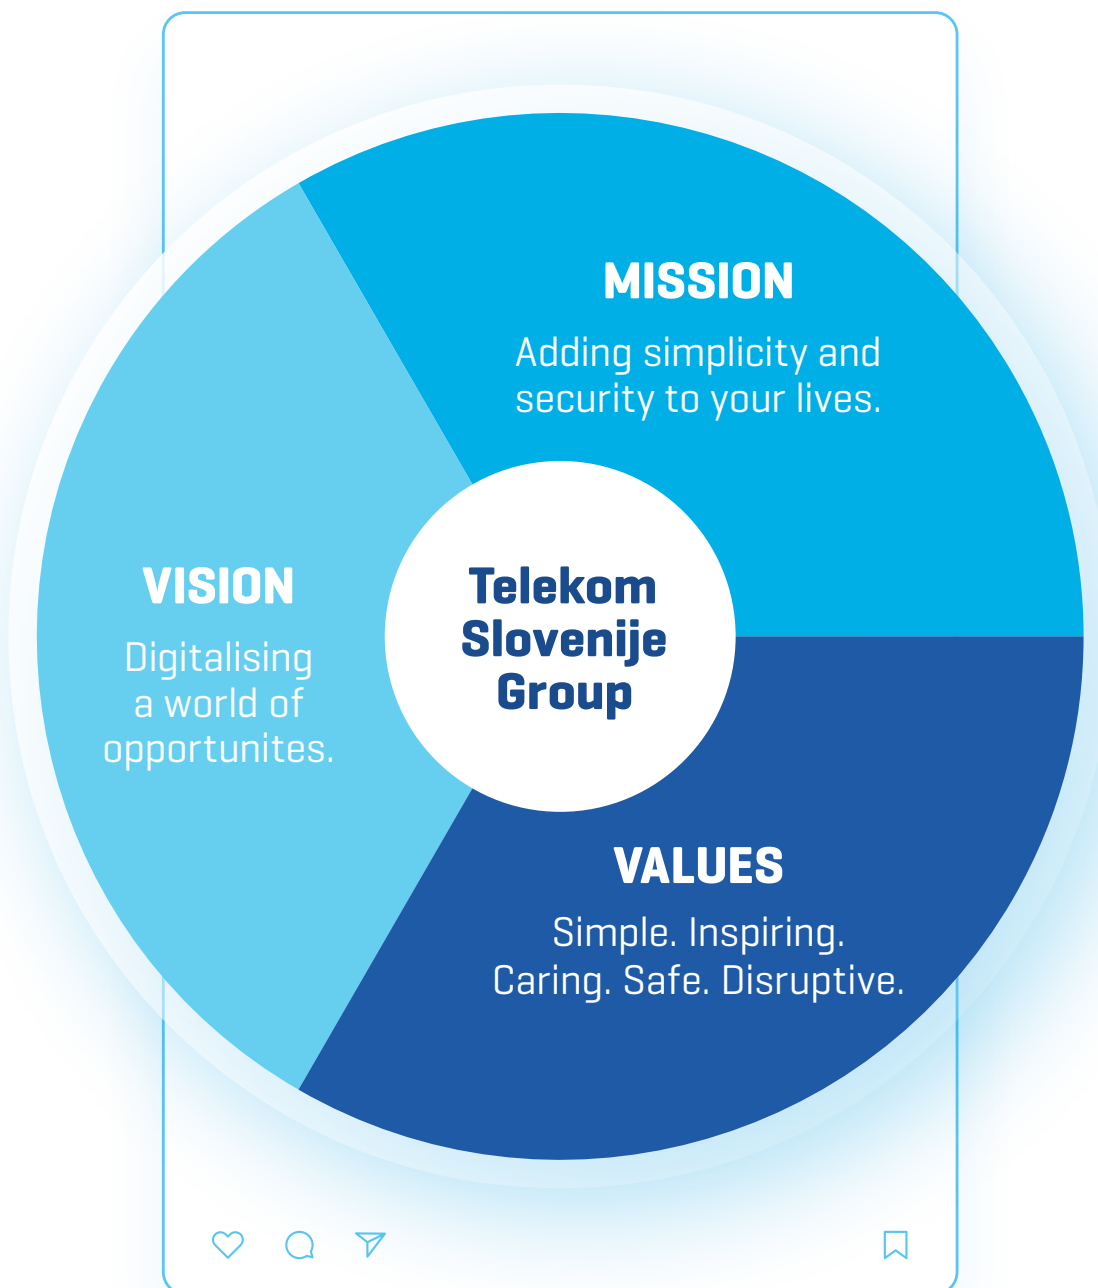 MISSION
Adding simplicity and
security to your lives.
VISION
Digitalising
a world of
opportunites.
Telekom
Slovenije
Group
VALUES
Simple. Inspiring.
Caring. Safe. Disruptive.